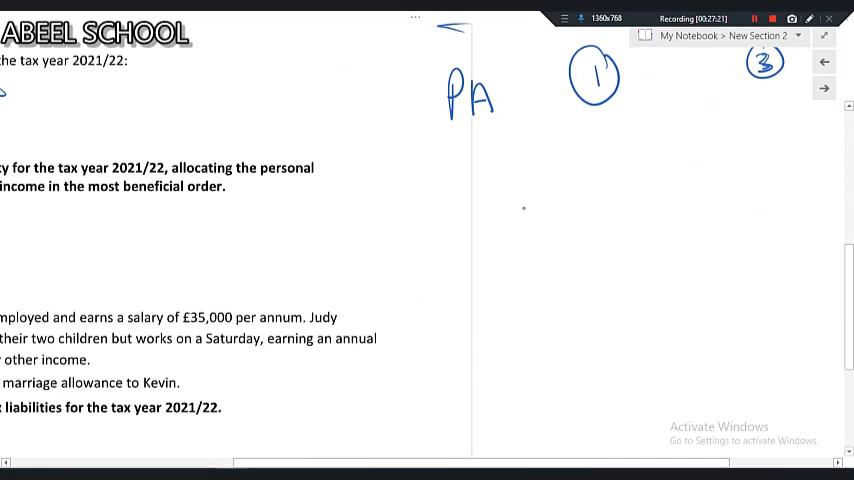 1360x768
Recording [00:27:21]
ABEEL SCHOOL
My Notebook > New Section 2
the tax year 2021/22:
PA
1
3
ty for the tax year 2021/22, allocating the personal
income in the most beneficial order.
mployed and earns a salary of £35,000 per annum. Judy
their two children but works on a Saturday, earning an annual
other income.
marriage allowance to Kevin.
liabilities for the tax year 2021/22.
Activate Windows
Go to Settings to activate Windows.